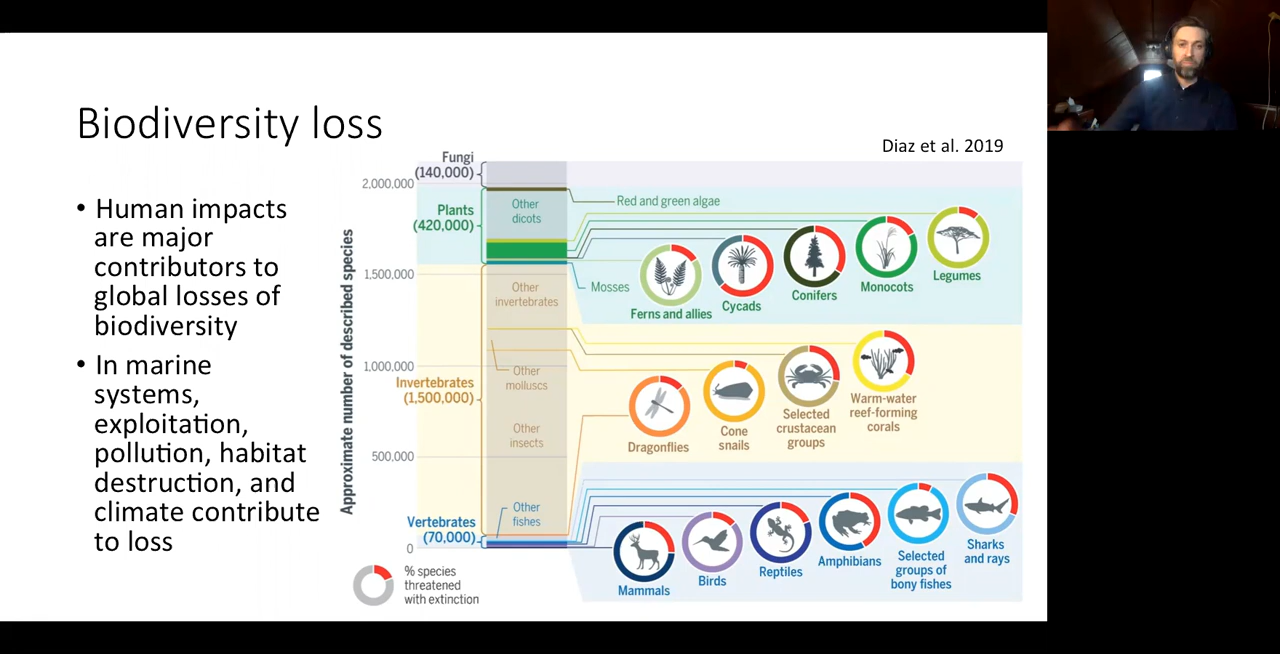 Biodiversity loss
Diaz et al. 2019
• Human impacts
are major
contributors to
global losses of
biodiversity
• In marine
systems,
exploitation,
pollution, habitat
destruction, and
climate contribute
to loss
Approximate number of described species
2,000,000
1,500,000
1,000,000
500,000
0
Fungi
(140,000)
Plants
(420,000)
Invertebrates
(1,500,000)
Vertebrates
(70,000)
Other
dicots
Red and green algae
Mosses
Other
invertebrates
Other
molluscs
Other
insects
Other
fishes
Ferns and allies
Cycads
Conifers
Monocots
Legumes
Dragonflies
Cone
snails
Selected
crustacean
groups
Warm-water
reef-forming
corals
Mammals
Birds
Reptiles
Amphibians
Selected
groups of
bony fishes
Sharks
and rays
% species
threatened
with extinction